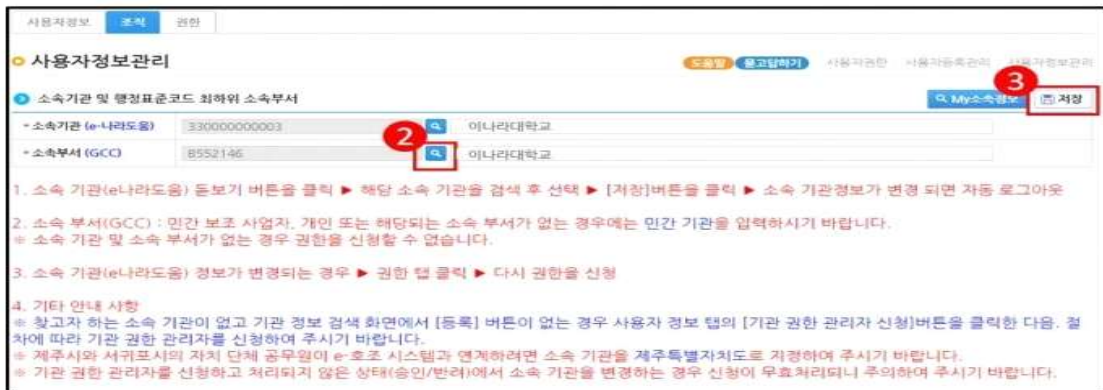 사용자정보 조직 권한
사용자정보관리
도움말 묻고답하기 사용자권한 사용자등록관리 사용자정보관리
3
소속기관 및 행정표준코드 최하위 소속부서 My소속정보 저장
소속기관 (e-나라도움) 330000000003 이나라대학교
2
소속부서 (GCC) B552146 이나라대학교
1. 소속 기관(e나라도움) 돋보기 버튼을 클릭 ▶ 해당 소속 기관을 검색 후 선택 ▶ [저장]버튼을 클릭 ▶ 소속 기관정보가 변경 되면 자동 로그아웃
2. 소속 부서(GCC) : 민간 보조 사업자, 개인 또는 해당되는 소속 부서가 없는 경우에는 민간 기관을 입력하시기 바랍니다.
※ 소속 기관 및 소속 부서가 없는 경우 권한을 신청할 수 없습니다.
3. 소속 기관(e나라도움) 정보가 변경되는 경우 ▶ 권한 탭 클릭 ▶ 다시 권한을 신청
4. 기타 안내 사항
※ 찾고자 하는 소속 기관이 없고 기관 정보 검색 화면에서 [등록] 버튼이 없는 경우 사용자 정보 탭의 [기관 권한 관리자 신청]버튼을 클릭한 다음. 절
차에 따라 기관 권한 관리자를 신청하여 주시기 바랍니다.
※ 제주시와 서귀포시의 자치 단체 공무원이 e-호조 시스템과 연계하려면 소속 기관을 제주특별자치도로 지정하여 주시기 바랍니다.
※ 기관 권한 관리자를 신청하고 처리되지 않은 상태(승인/반려)에서 소속 기관을 변경하는 경우 신청이 무효처리되니 주의하여 주시기 바랍니다.